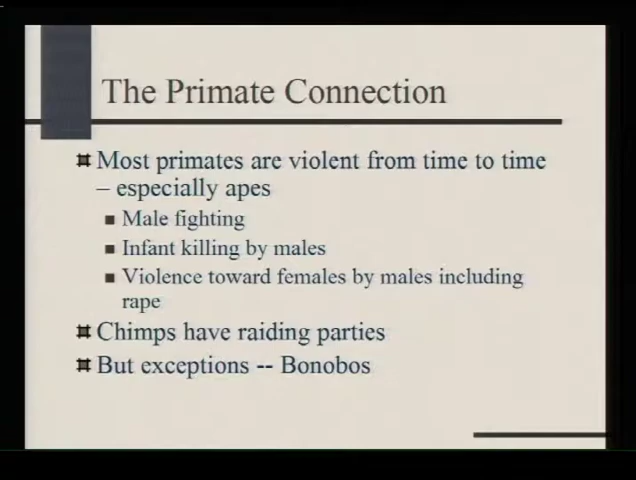 The Primate Connection
Most primates are violent from time to time
– especially apes
Male fighting
Infant killing by males
Violence toward females by males including
rape
Chimps have raiding parties
But exceptions -- Bonobos